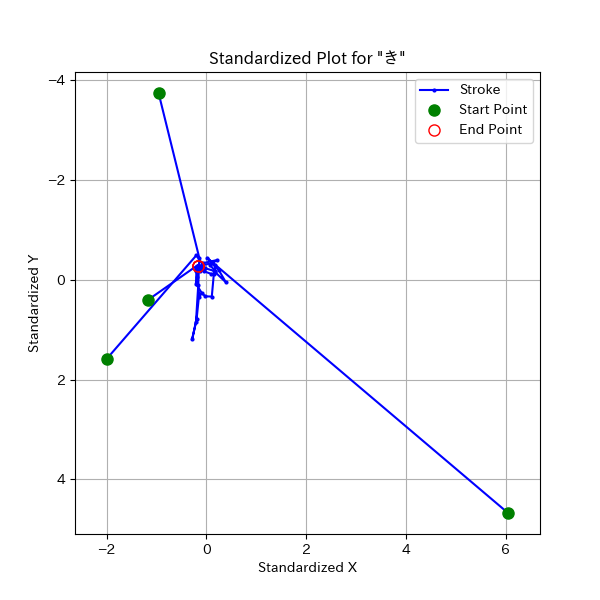 Standardized Plot for "き"
Stroke
Start Point
End Point
Standardized Y
−4
−2
0
2
4
−2 0 2 4 6
Standardized X